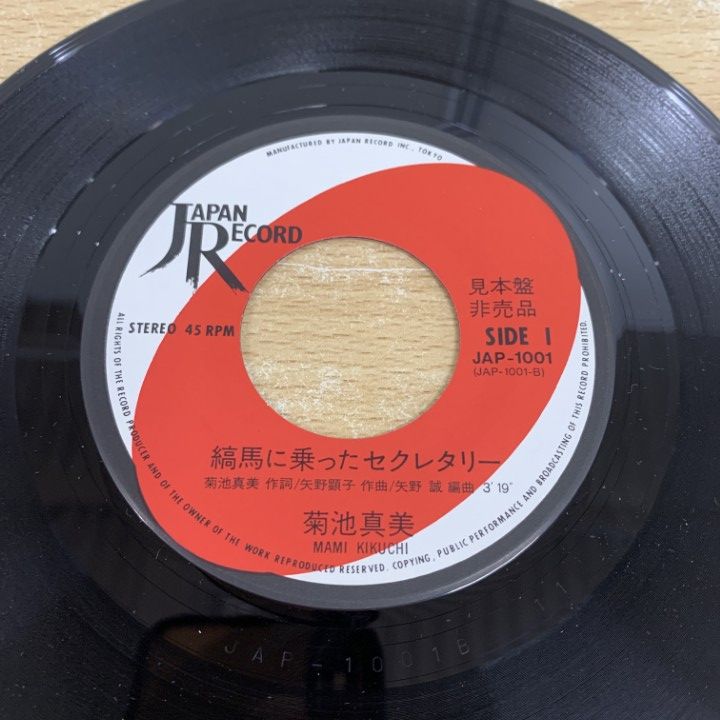 MANUFACTURED BY JAPAN RECORD INC., TOKYO
JAPAN
RECORD
見本盤
非売品
STEREO 45 RPM
SIDE 1
JAP-1001
(JAP-1001-B)
縞馬に乗ったセクレタリー
菊池真美 作詞/矢野顕子 作曲/矢野 誠 編曲 3'19"
菊池真美
MAMI KIKUCHI
ALL RIGHTS OF THE RECORD PRODUCER AND OF THE OWNER OF THE WORK REPRODUCED RESERVED. COPYING, PUBLIC PERFORMANCE AND BROADCASTING OF THIS RECORD PROHIBITED.
JAP-1001B